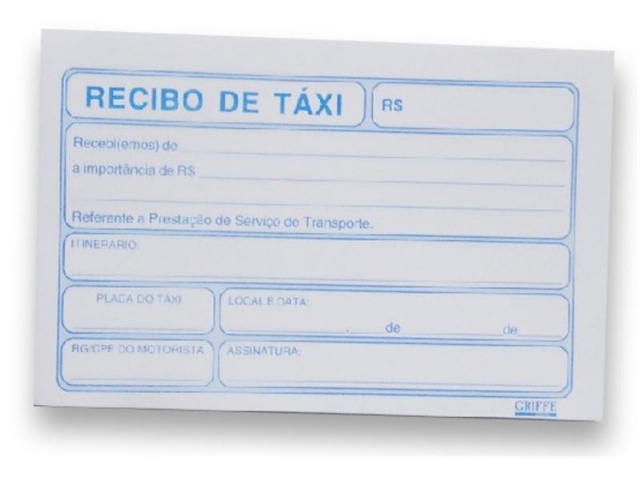 RECIBO DE TÁXI R$
Recebi(emos) do
a importância de R$
Referente a Prestação de Serviço de Transporte.
ITINERÁRIO:
PLACA DO TÁXI LOCAL E DATA:
, de de
RG/CPF DO MOTORISTA ASSINATURA:
GRIFFE